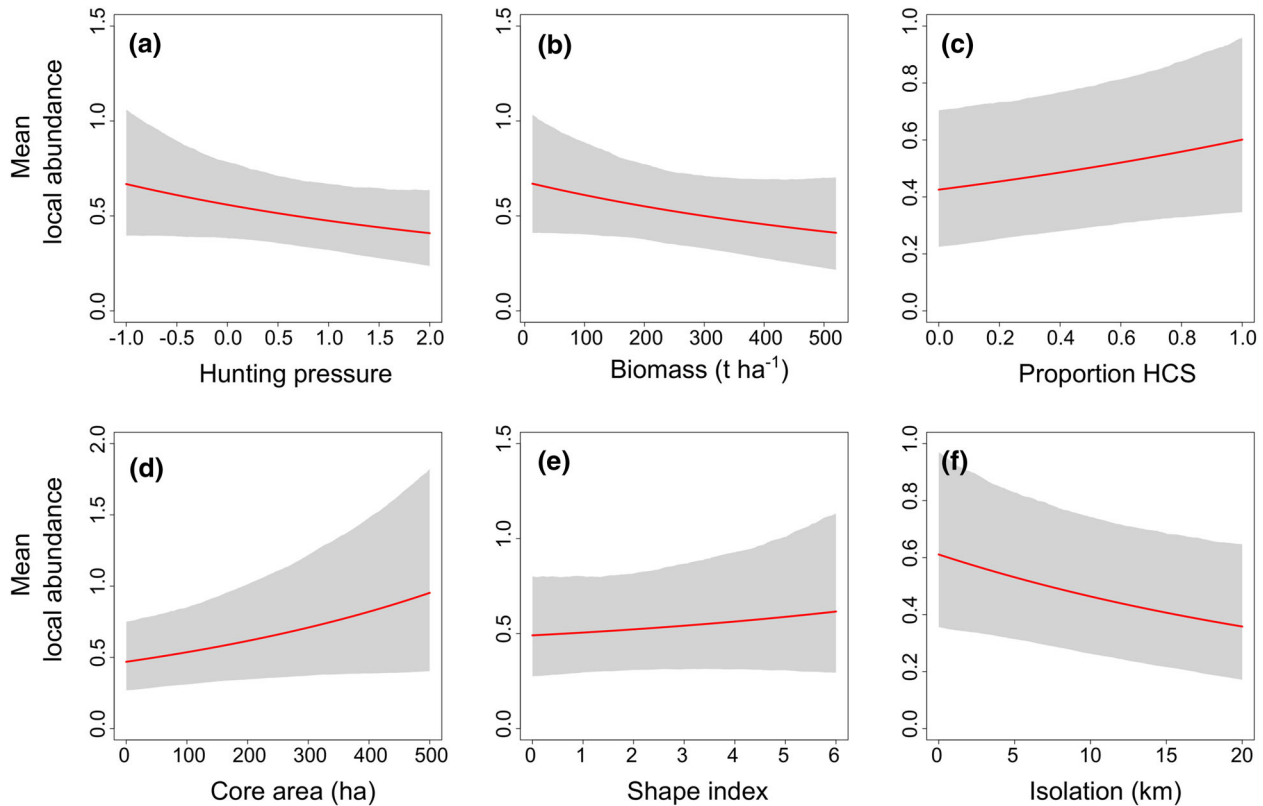 (a)
Mean
local abundance
0.0 0.5 1.0 1.5
-1.0 -0.5 0.0 0.5 1.0 1.5 2.0
Hunting pressure
(b)
0.0 0.5 1.0 1.5
0 100 200 300 400 500
Biomass (t ha⁻¹)
(c)
0.0 0.2 0.4 0.6 0.8 1.0
0.0 0.2 0.4 0.6 0.8 1.0
Proportion HCS
(d)
Mean
local abundance
0.0 0.5 1.0 1.5 2.0
0 100 200 300 400 500
Core area (ha)
(e)
0.0 0.5 1.0 1.5
0 1 2 3 4 5 6
Shape index
(f)
0.0 0.2 0.4 0.6 0.8 1.0
0 5 10 15 20
Isolation (km)